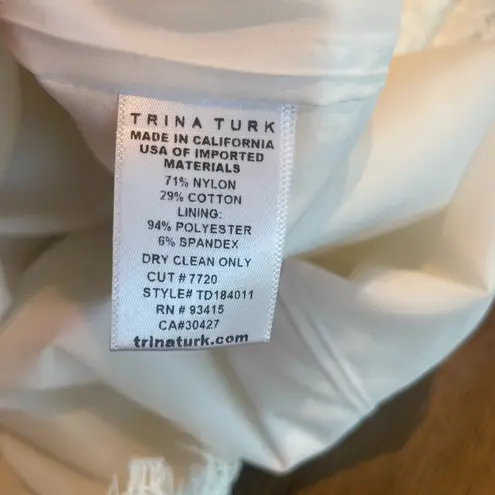 TRINA TURK
MADE IN CALIFORNIA
USA OF IMPORTED
MATERIALS
71% NYLON
29% COTTON
LINING:
94% POLYESTER
6% SPANDEX
DRY CLEAN ONLY
CUT # 7720
STYLE# TD184011
RN # 93415
CA#30427
trinaturk.com